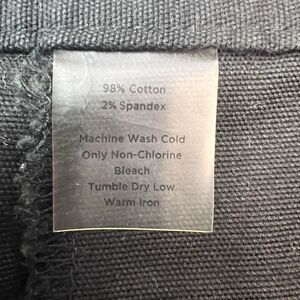 98% Cotton
2% Spandex
Machine Wash Cold
Only Non-Chlorine
Bleach
Tumble Dry Low
Warm Iron